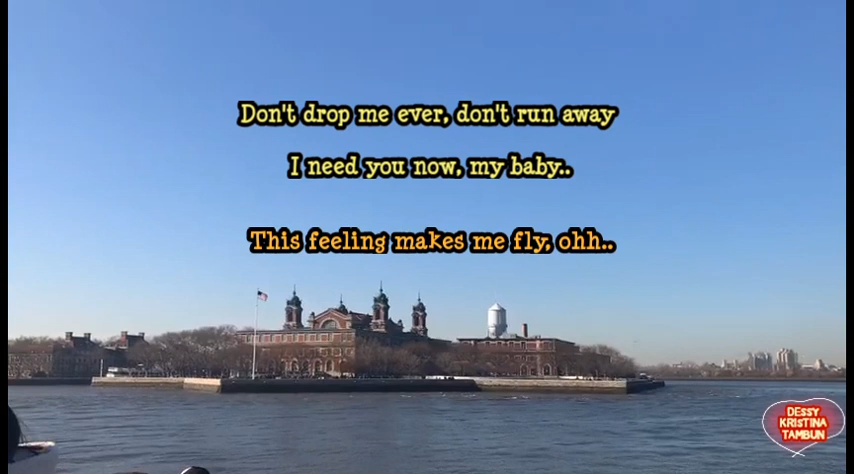 Don't drop me ever, don't run away
I need you now, my baby..
This feeling makes me fly, ohh..
DESSY
KRISTINA
TAMBUN